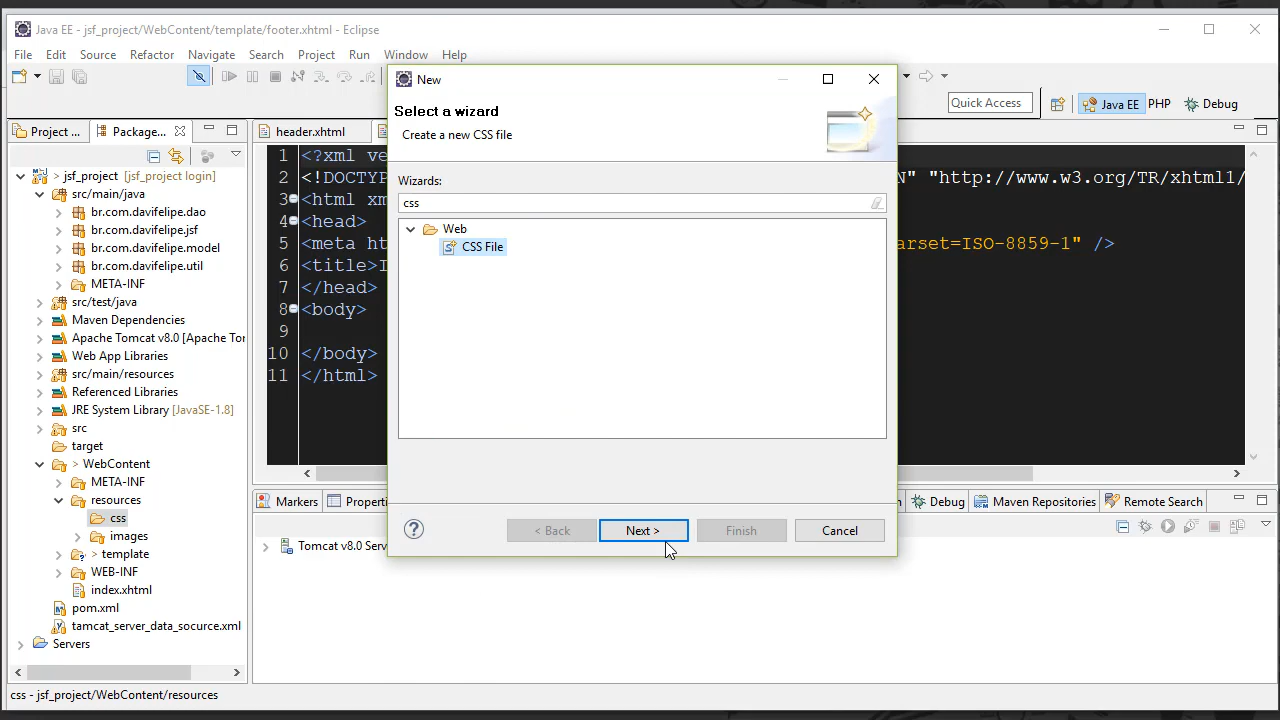 Java EE - jsf_project/WebContent/template/footer.xhtml - Eclipse
File Edit Source Refactor Navigate Search Project Run Window Help
Quick Access
Java EE
PHP
Debug
Project ...
Package...
jsf_project [jsf_project login]
src/main/java
br.com.davifelipe.dao
br.com.davifelipe.jsf
br.com.davifelipe.model
br.com.davifelipe.util
META-INF
src/test/java
Maven Dependencies
Apache Tomcat v8.0 [Apache Tom
Web App Libraries
src/main/resources
Referenced Libraries
JRE System Library [JavaSE-1.8]
src
target
> WebContent
META-INF
resources
css
images
> template
WEB-INF
index.xhtml
pom.xml
tamcat_server_data_socurce.xml
Servers
header.xhtml
1 <?xml ve
2 <!DOCTYP N" "http://www.w3.org/TR/xhtml1/
3 <html xm
4 <head>
5 <meta ht arset=ISO-8859-1" />
6 <title>I
7 </head>
8 <body>
9
10 </body>
11 </html>
New
Select a wizard
Create a new CSS file
Wizards:
css
Web
CSS File
< Back
Next >
Finish
Cancel
Markers
Properti
Debug
Maven Repositories
Remote Search
Tomcat v8.0 Serv
css - jsf_project/WebContent/resources